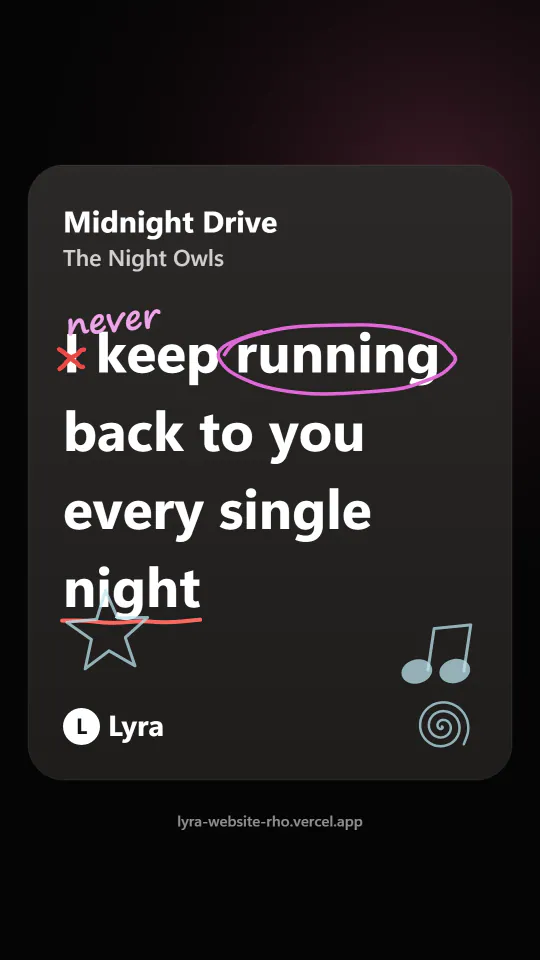 Midnight Drive
The Night Owls
never
I keep running
back to you
every single
night
L Lyra
lyra-website-rho.vercel.app